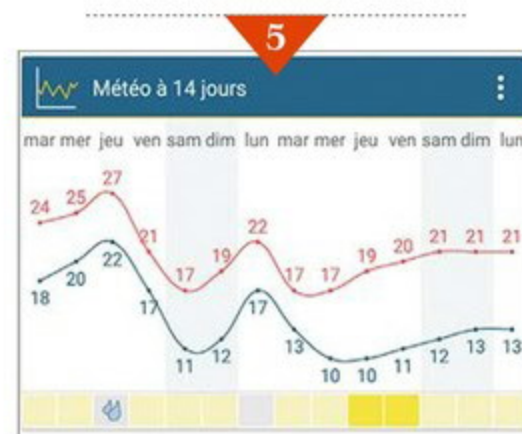 5
Météo à 14 jours
mar mer jeu ven sam dim lun mar mer jeu ven sam dim lun
24 25 27 21 17 19 22 17 17 19 20 21 21 21
18 20 22 17 11 12 17 13 10 10 11 12 13 13